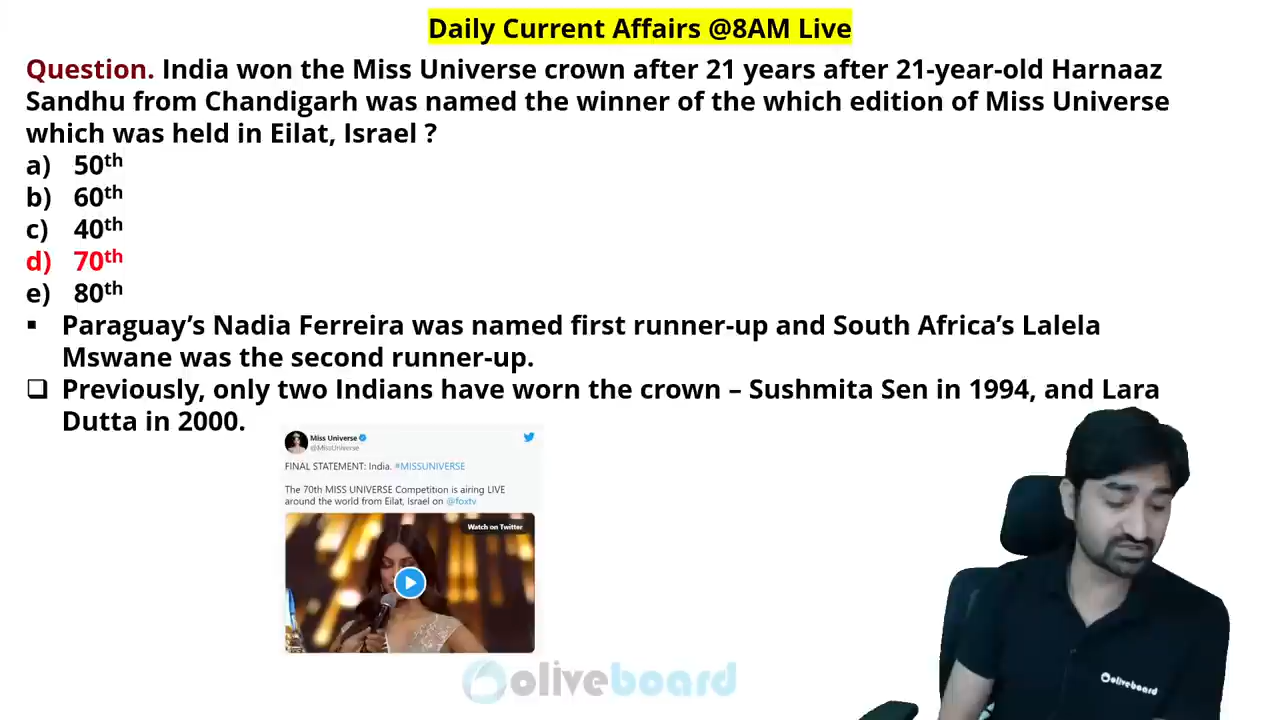 Daily Current Affairs @8AM Live
Question. India won the Miss Universe crown after 21 years after 21-year-old Harnaaz
Sandhu from Chandigarh was named the winner of the which edition of Miss Universe
which was held in Eilat, Israel ?
a) 50th
b) 60th
c) 40th
d) 70th
e) 80th
▪ Paraguay’s Nadia Ferreira was named first runner-up and South Africa’s Lalela
Mswane was the second runner-up.
❑ Previously, only two Indians have worn the crown – Sushmita Sen in 1994, and Lara
Dutta in 2000.
Miss Universe
@MissUniverse
FINAL STATEMENT: India. #MISSUNIVERSE
The 70th MISS UNIVERSE Competition is airing LIVE
around the world from Eilat, Israel on @foxtv
Watch on Twitter
oliveboard
oliveboard